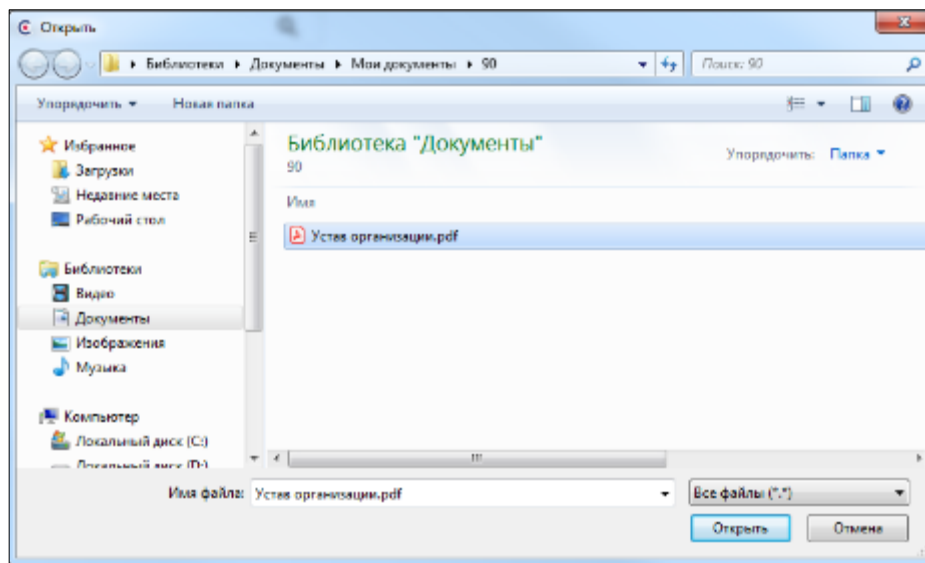 Открыть
Библиотеки Документы Мои документы 90
Поиск: 90
Упорядочить Новая папка
Избранное
Загрузки
Недавние места
Рабочий стол
Библиотеки
Видео
Документы
Изображения
Музыка
Компьютер
Локальный диск (C:)
Локальный диск (D:)
Библиотека "Документы"
90
Упорядочить: Папка
Имя
Устав организации.pdf
Имя файла: Устав организации.pdf
Все файлы (*.*)
Открыть Отмена